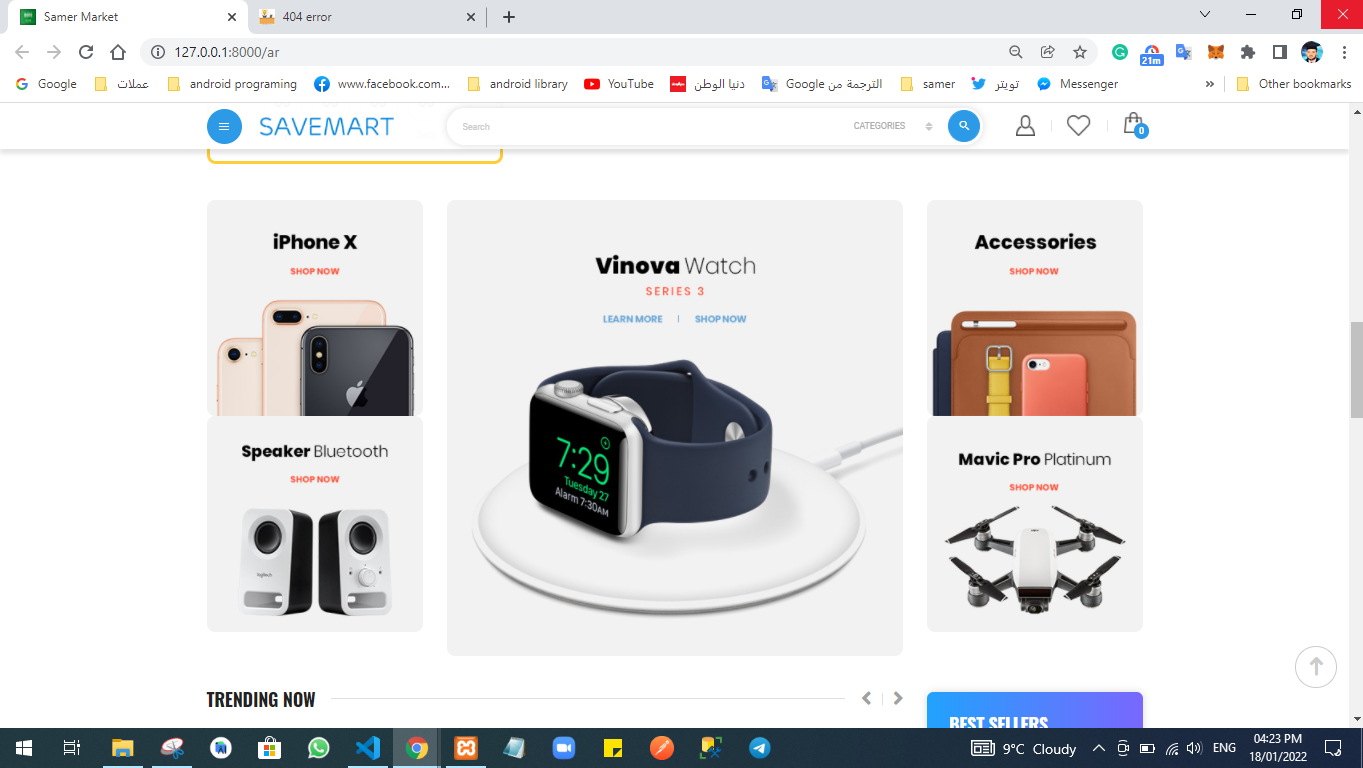 Samer Market
404 error
127.0.0.1:8000/ar
21m
Google
عملات
android programing
www.facebook.com...
android library
YouTube
دنيا الوطن
الترجمة من Google
samer
تويتر
Messenger
»
Other bookmarks
SAVEMART
Search
CATEGORIES
0
iPhone X
SHOP NOW
Vinova Watch
SERIES 3
LEARN MORE | SHOP NOW
Accessories
SHOP NOW
7:29
Tuesday 27
Alarm 7:30AM
Speaker Bluetooth
SHOP NOW
logitech
Mavic Pro Platinum
SHOP NOW
TRENDING NOW
BEST SELLERS
9°C Cloudy
ENG
04:23 PM
18/01/2022